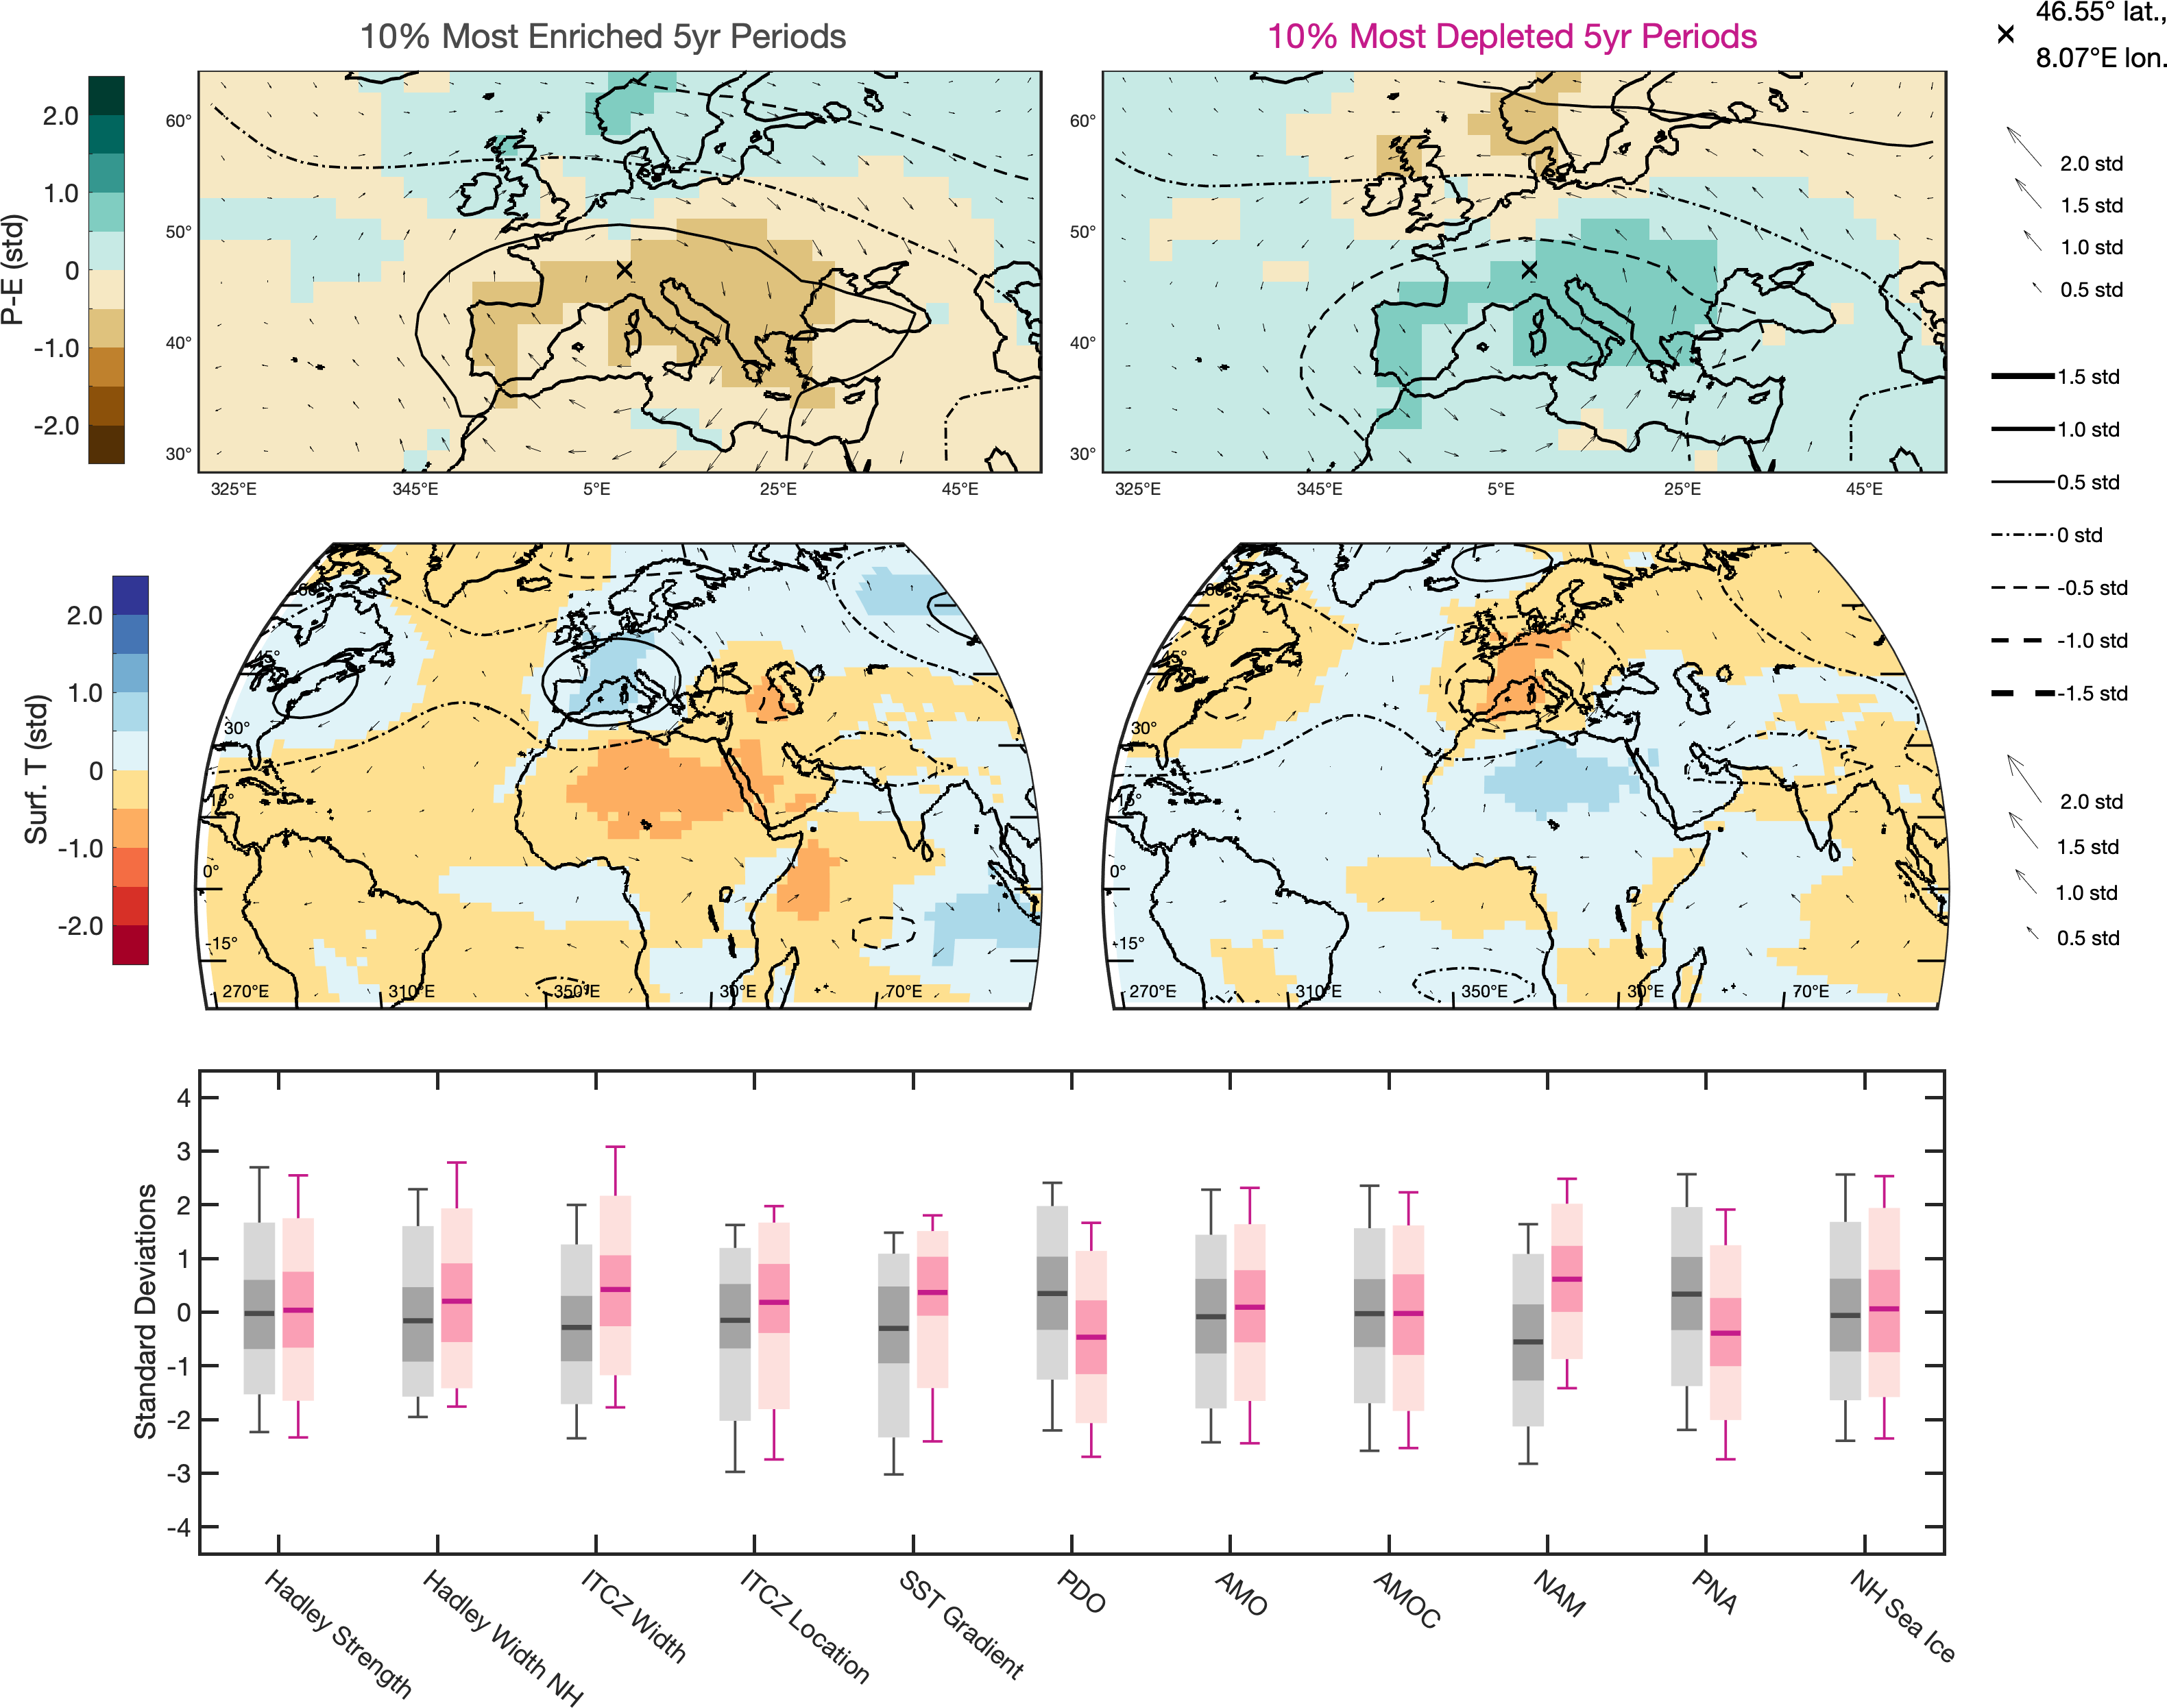 10% Most Enriched 5yr Periods
10% Most Depleted 5yr Periods
46.55° lat.,
8.07°E lon.
P-E (std)
2.0
1.0
0
-1.0
-2.0
60°
50°
40°
30°
325°E
345°E
5°E
25°E
45°E
60°
50°
40°
30°
325°E
345°E
5°E
25°E
45°E
2.0 std
1.5 std
1.0 std
0.5 std
1.5 std
1.0 std
0.5 std
0 std
-0.5 std
-1.0 std
-1.5 std
Surf. T (std)
2.0
1.0
0
-1.0
-2.0
45°
30°
15°
0°
-15°
270°E
310°E
350°E
30°E
70°E
45°
30°
15°
0°
-15°
270°E
310°E
350°E
30°E
70°E
2.0 std
1.5 std
1.0 std
0.5 std
Standard Deviations
4
3
2
1
0
-1
-2
-3
-4
Hadley Strength
Hadley Width NH
ITCZ Width
ITCZ Location
SST Gradient
PDO
AMO
AMOC
NAM
PNA
NH Sea Ice